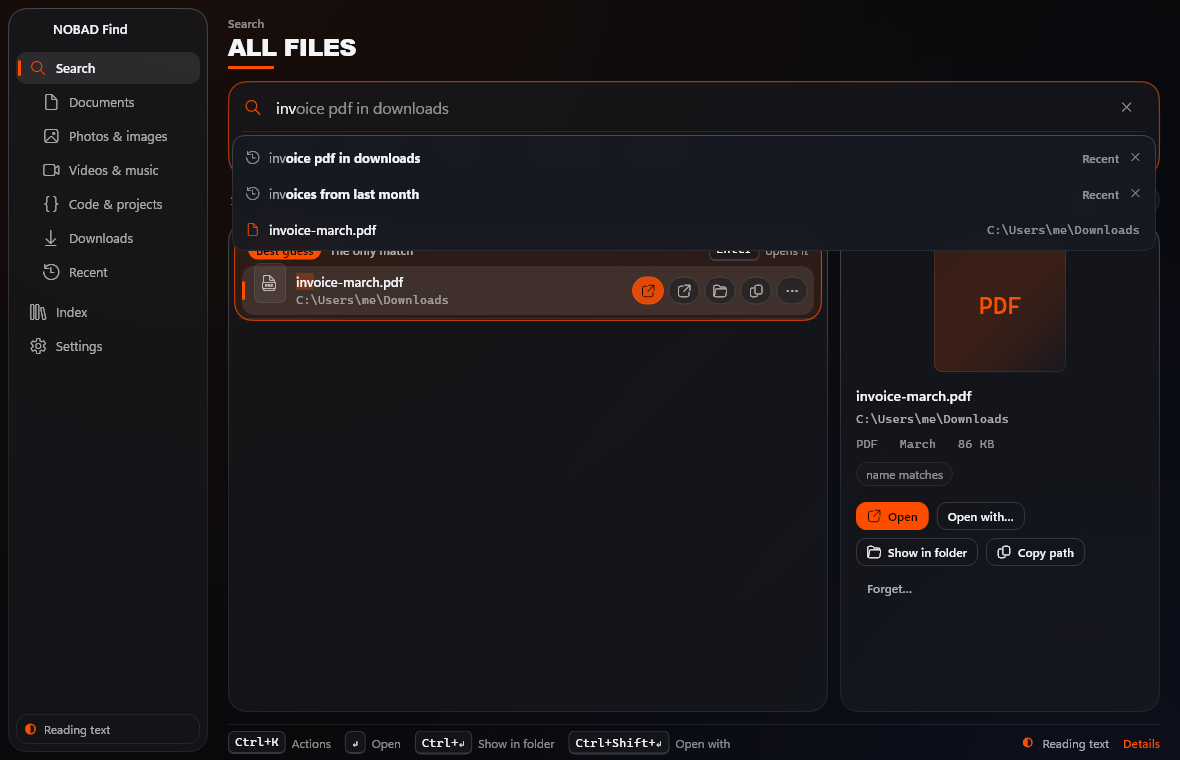 NOBAD Find
Search
Documents
Photos & images
Videos & music
Code & projects
Downloads
Recent
Index
Settings
Reading text
Search
ALL FILES
invoice pdf in downloads
invoice pdf in downloads Recent
invoices from last month Recent
invoice-march.pdf C:\Users\me\Downloads
Best guess The only match Enter opens it
PDF
invoice-march.pdf
C:\Users\me\Downloads
PDF
invoice-march.pdf
C:\Users\me\Downloads
PDF March 86 KB
name matches
Open Open with...
Show in folder Copy path
Forget...
Ctrl+K Actions ↲ Open Ctrl+↲ Show in folder Ctrl+Shift+↲ Open with Reading text Details